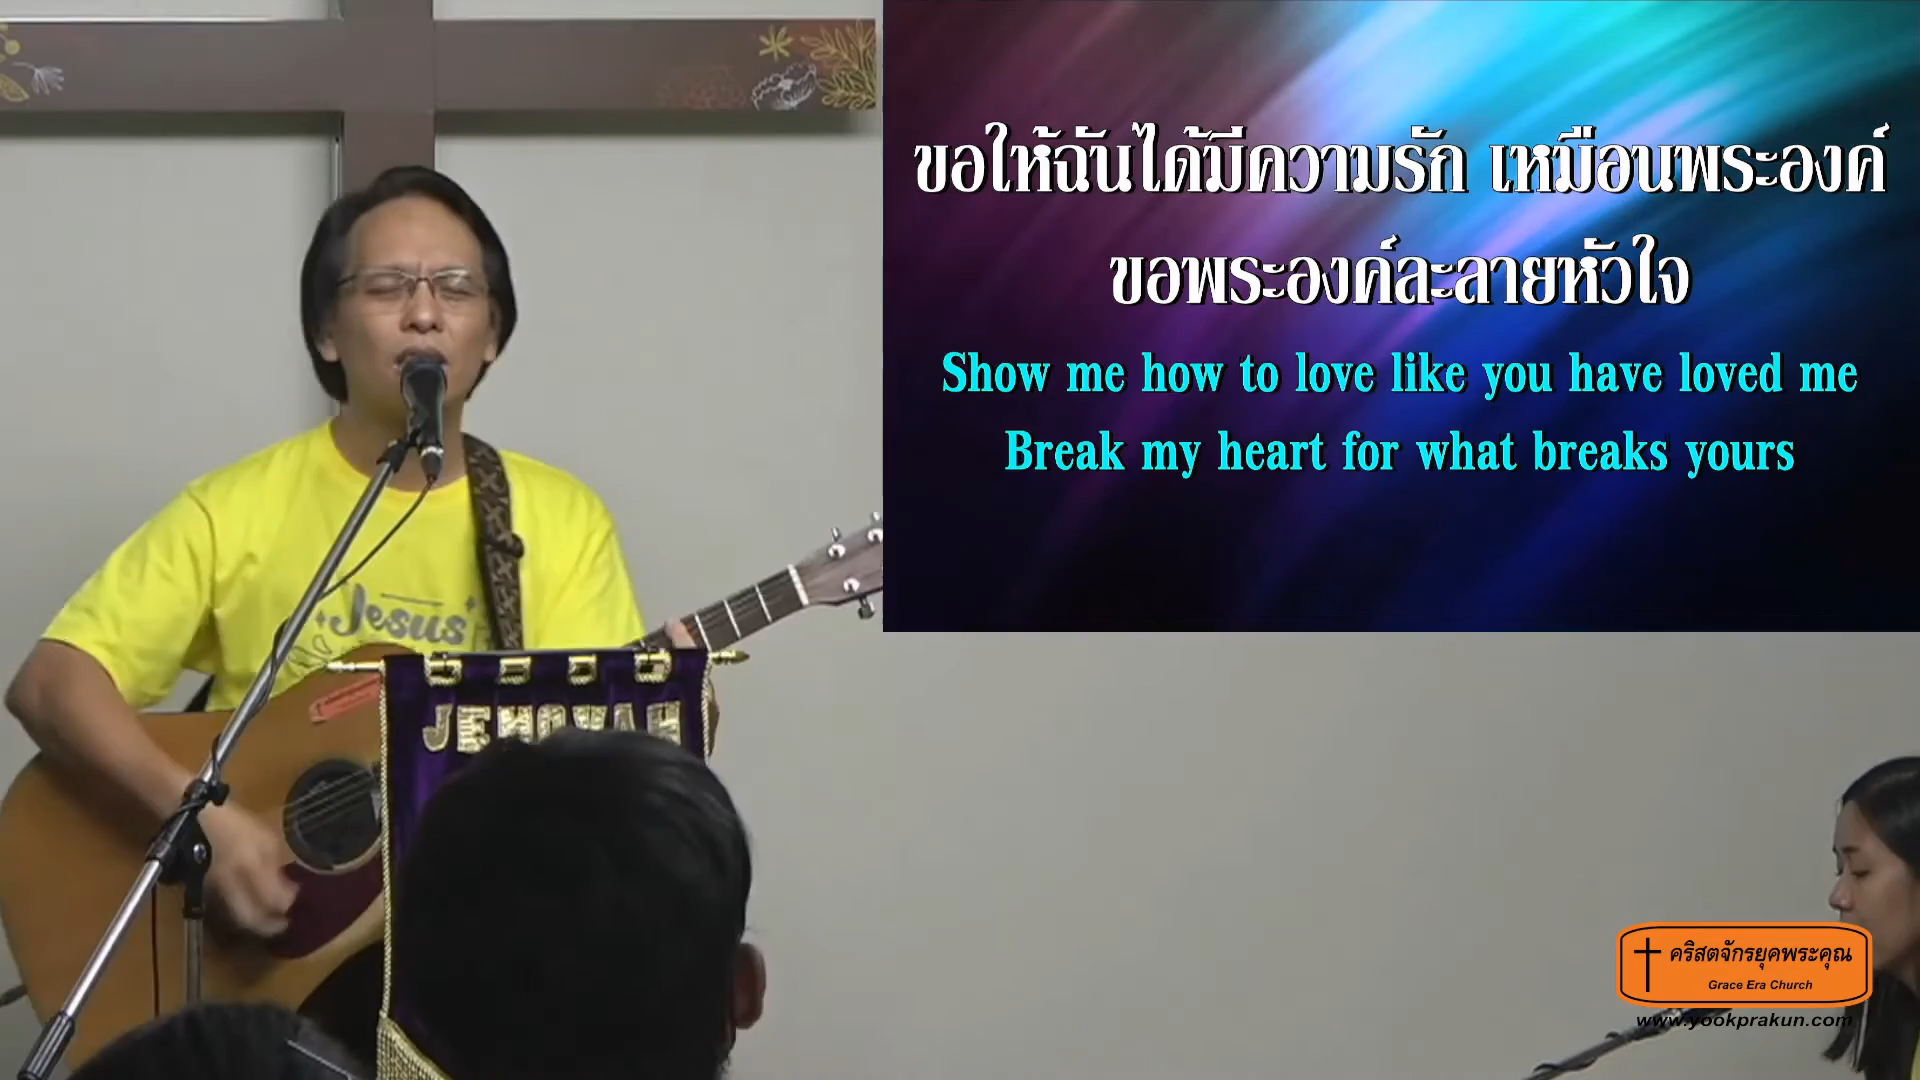 ขอให้ฉันได้มีความรัก เหมือนพระองค์
ขอพระองค์ละลายหัวใจ
Show me how to love like you have loved me
Break my heart for what breaks yours
Jesus
JEHOVAH
คริสตจักรยุคพระคุณ
Grace Era Church
www.yookprakun.com